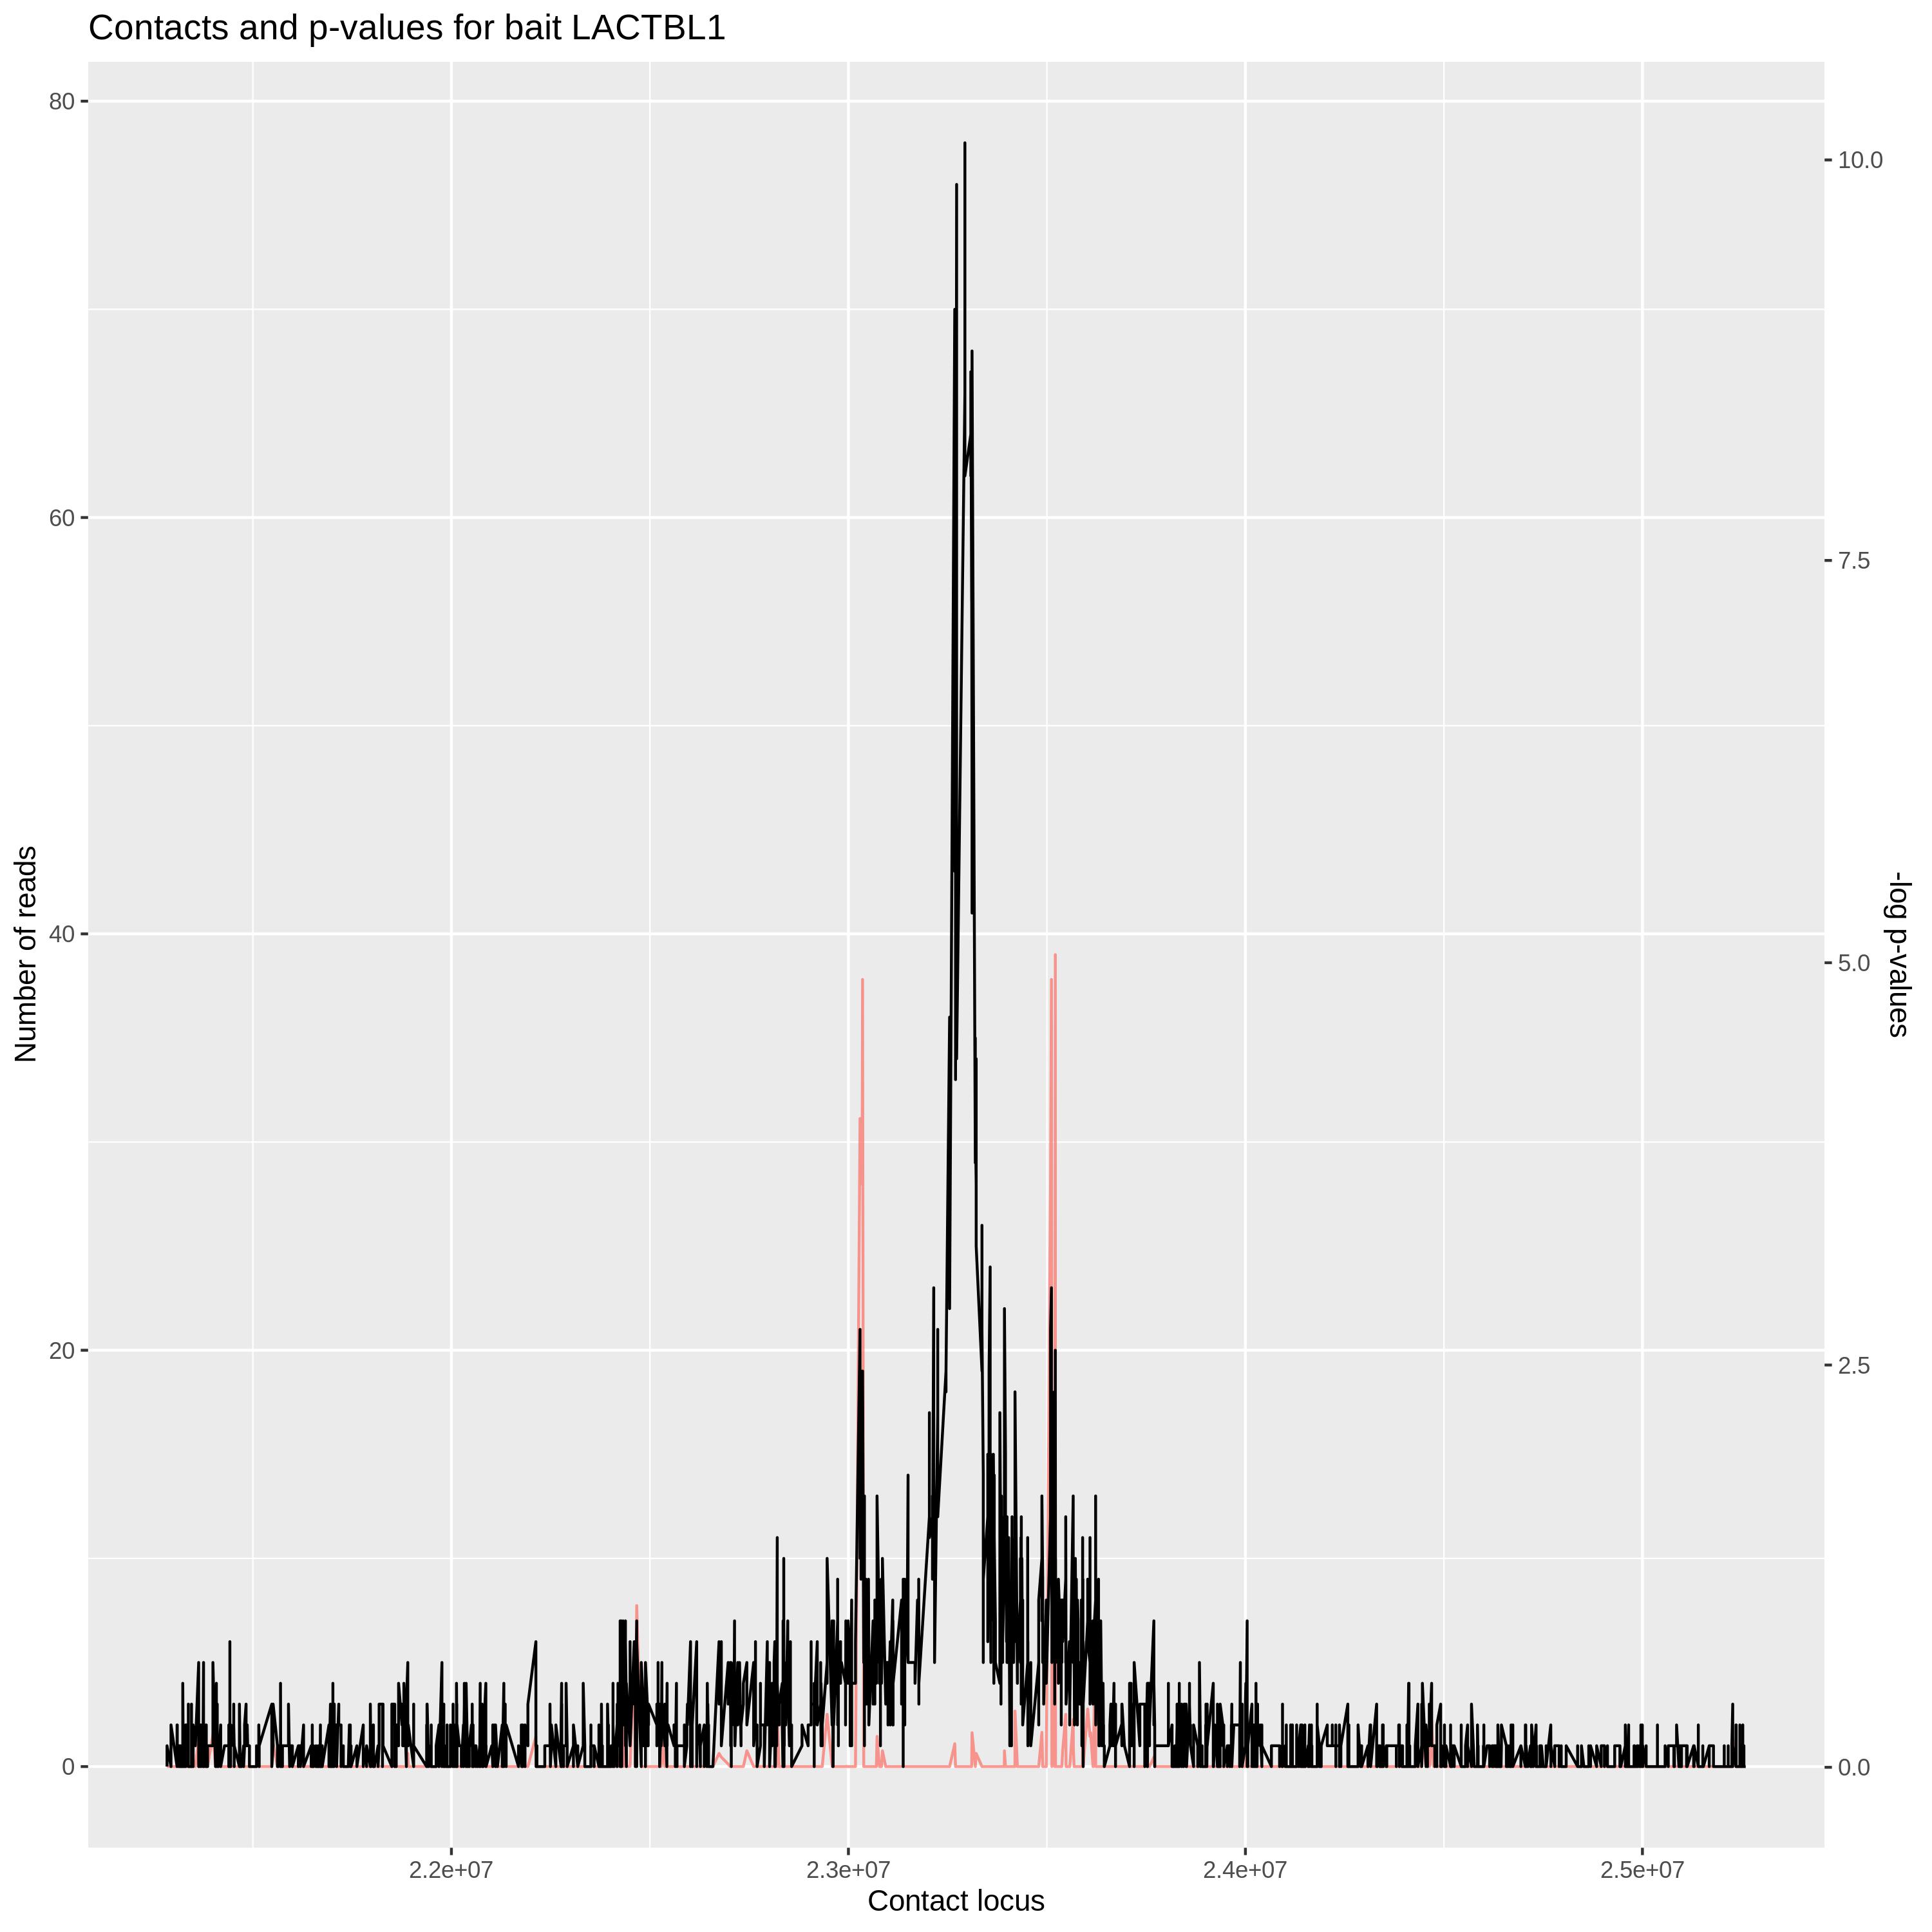 Contacts and p-values for bait LACTBL1
80
60
40
20
0
Number of reads
10.0
7.5
5.0
2.5
0.0
-log p-values
2.2e+07
2.3e+07
2.4e+07
2.5e+07
Contact locus